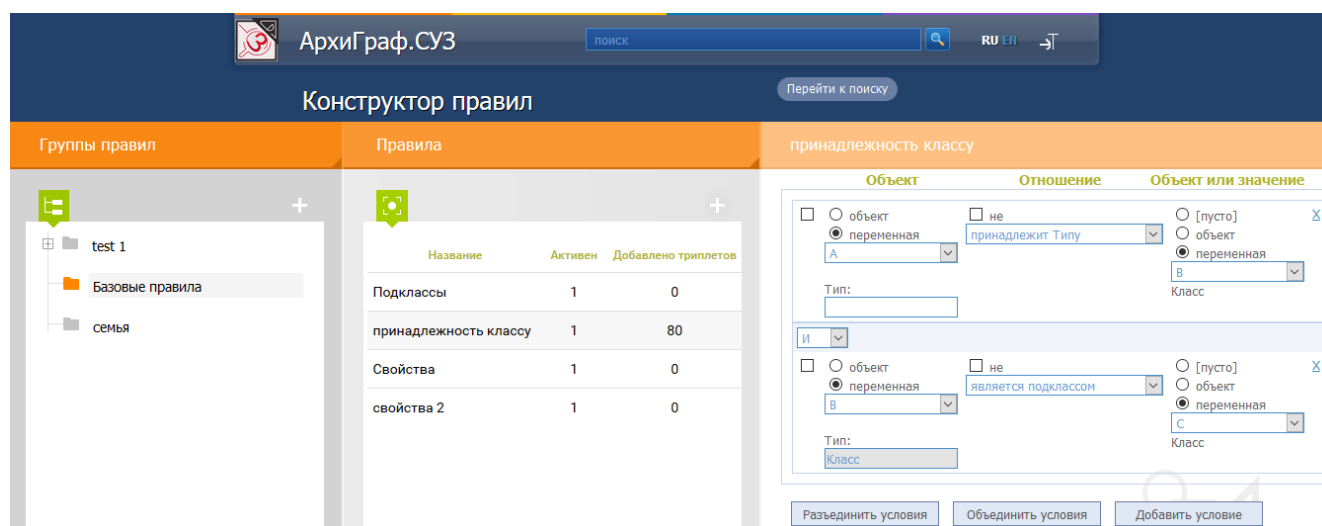 АрхиГраф.СУЗ
поиск
RU EN
Конструктор правил
Перейти к поиску
Группы правил
Правила
принадлежность классу
test 1
Базовые правила
семья
Название Активен Добавлено триплетов
Подклассы 1 0
принадлежность классу 1 80
Свойства 1 0
свойства 2 1 0
Объект Отношение Объект или значение
объект не [пусто] X
переменная принадлежит Типу объект
A переменная
B
Тип: Класс
И
объект не [пусто] X
переменная является подклассом объект
B переменная
C
Тип: Класс
Класс
Разъединить условия Объединить условия Добавить условие